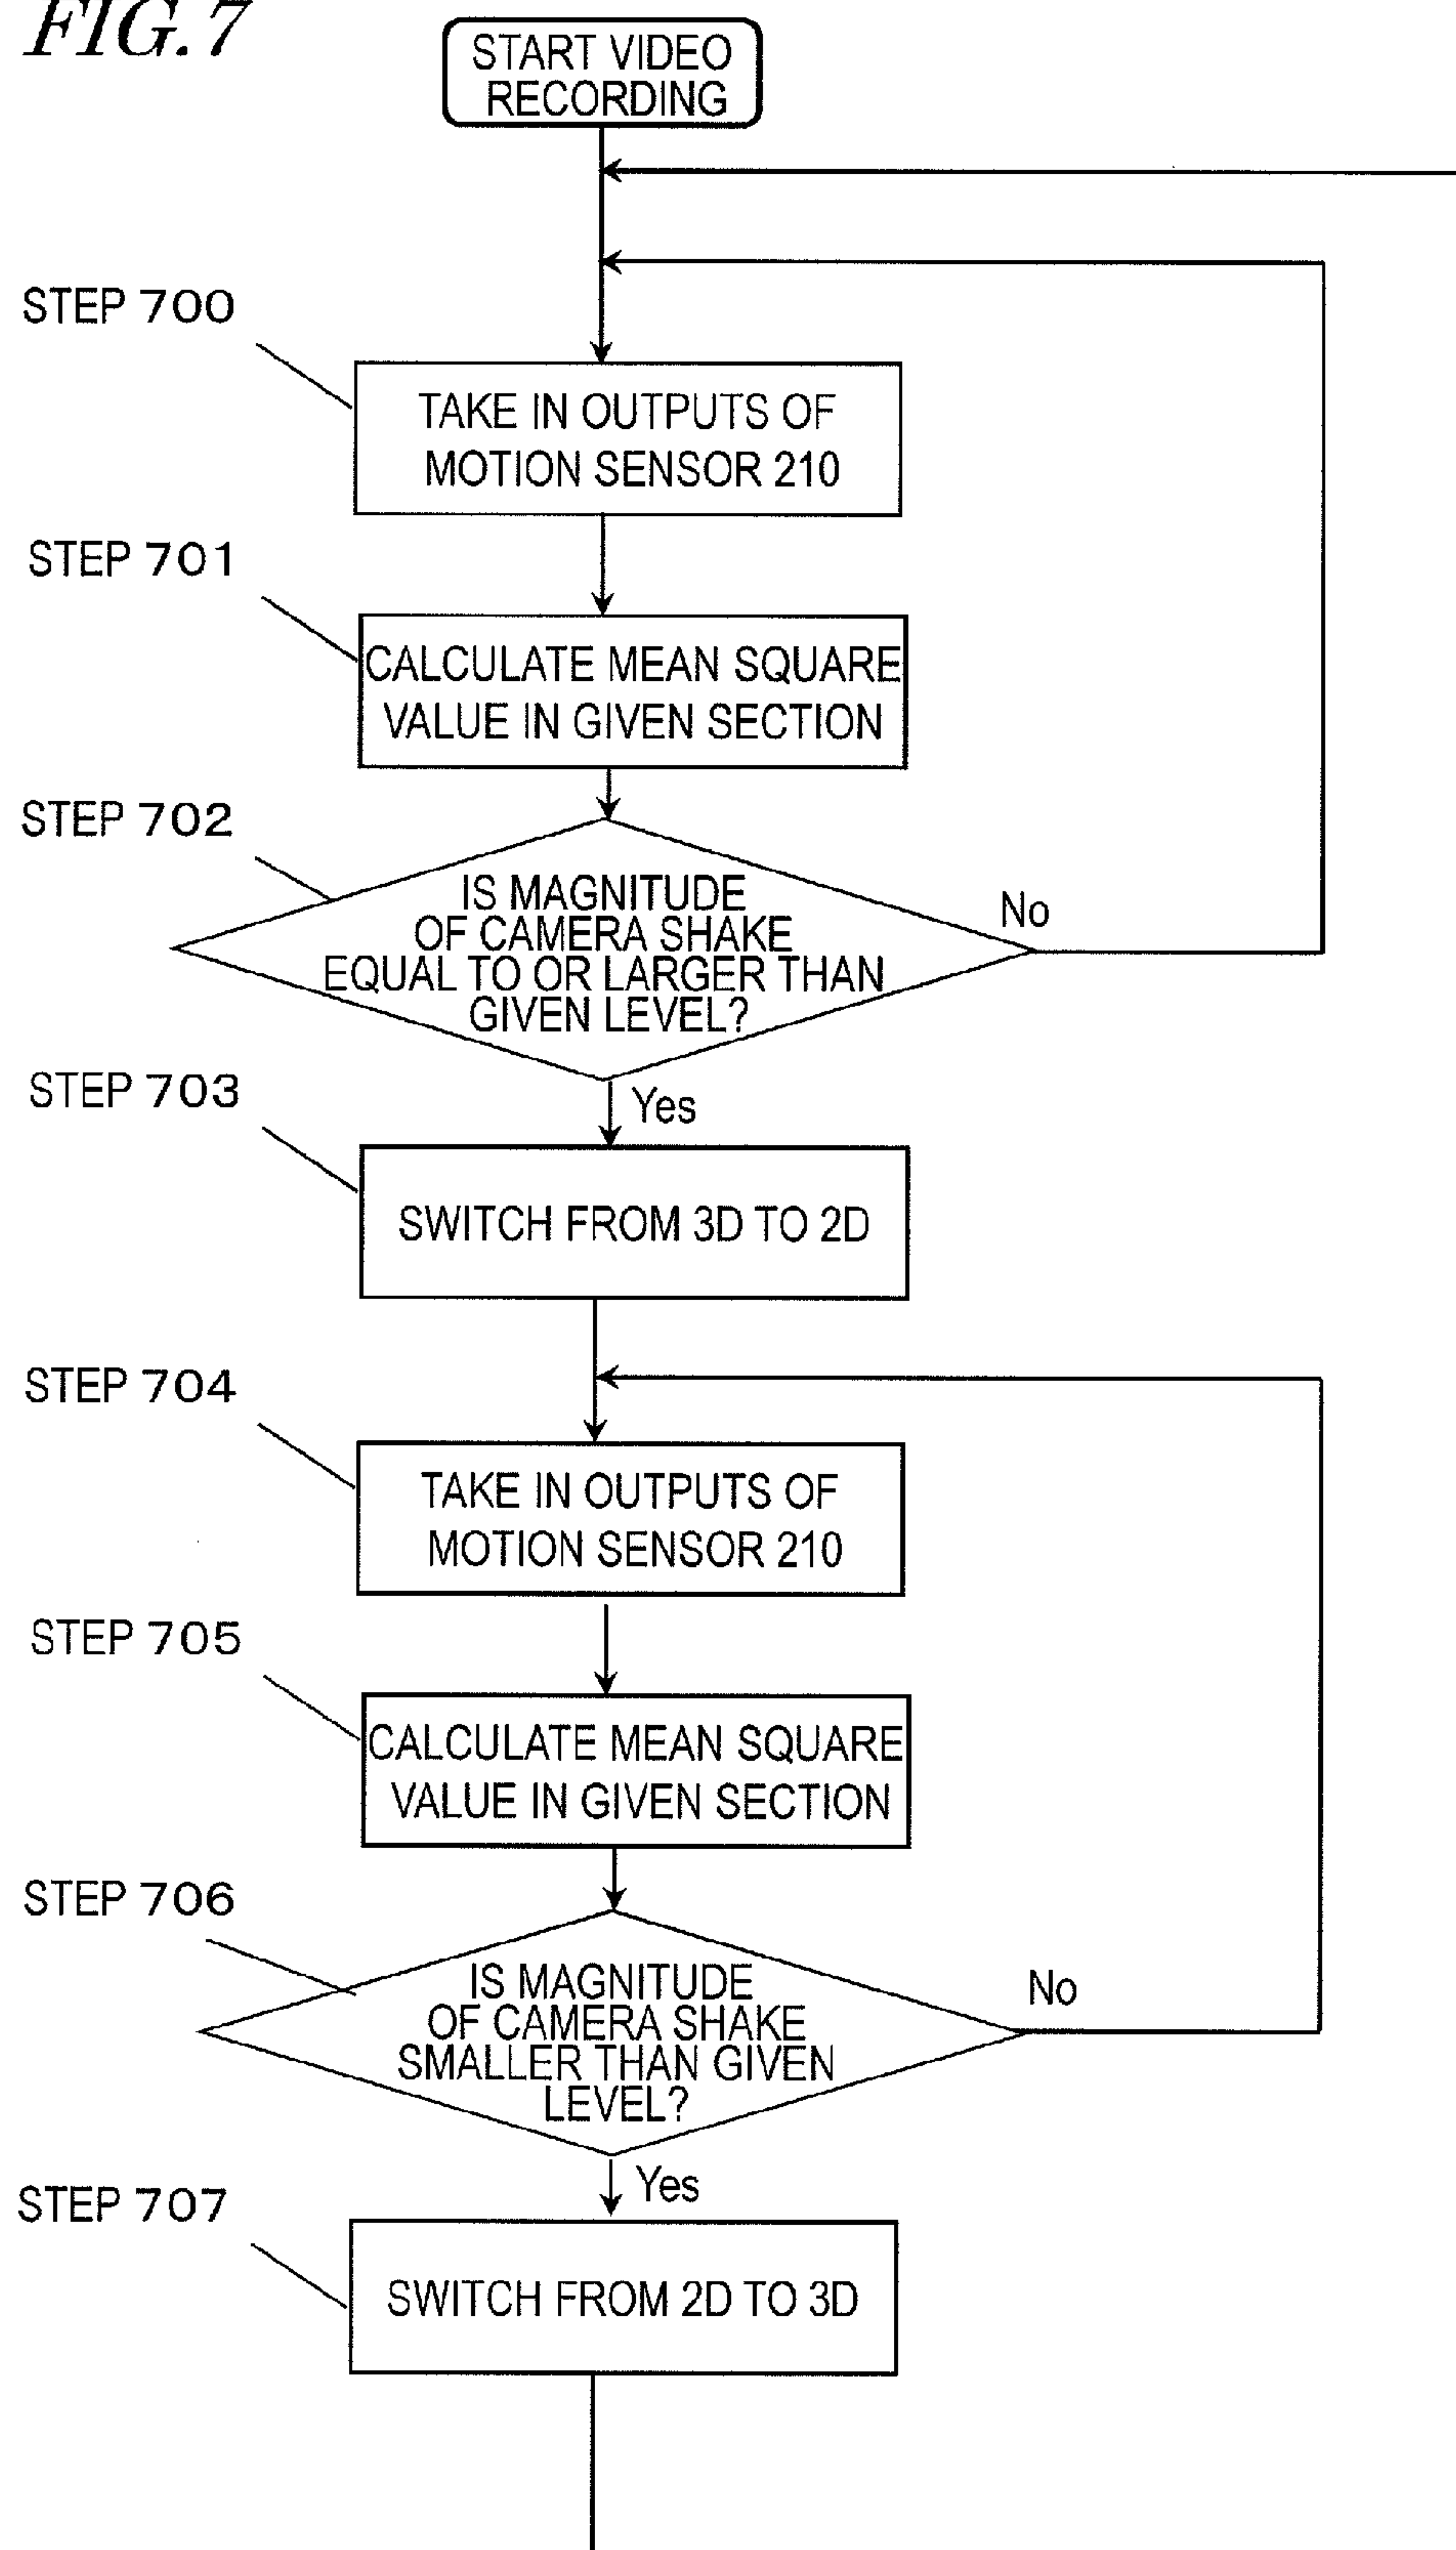 FIG. 7
START VIDEO
RECORDING
STEP 700
TAKE IN OUTPUTS OF
MOTION SENSOR 210
STEP 701
CALCULATE MEAN SQUARE
VALUE IN GIVEN SECTION
STEP 702
IS MAGNITUDE
OF CAMERA SHAKE
EQUAL TO OR LARGER THAN
GIVEN LEVEL?
No
Yes
STEP 703
SWITCH FROM 3D TO 2D
STEP 704
TAKE IN OUTPUTS OF
MOTION SENSOR 210
STEP 705
CALCULATE MEAN SQUARE
VALUE IN GIVEN SECTION
STEP 706
IS MAGNITUDE
OF CAMERA SHAKE
SMALLER THAN GIVEN
LEVEL?
No
Yes
STEP 707
SWITCH FROM 2D TO 3D